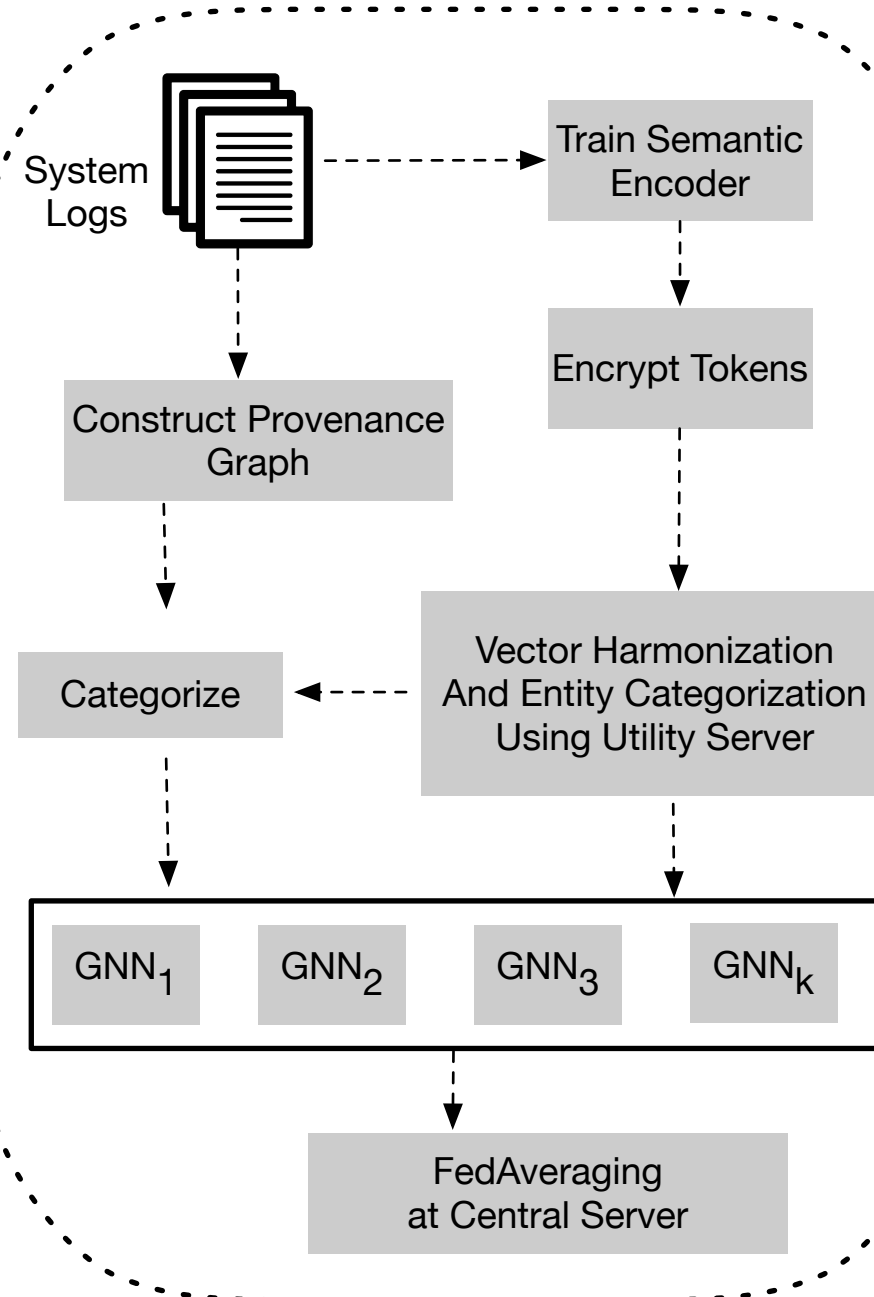 System
Logs
Train Semantic
Encoder
Encrypt Tokens
Construct Provenance
Graph
Vector Harmonization
And Entity Categorization
Using Utility Server
Categorize
GNN1
GNN2
GNN3
GNNk
FedAveraging
at Central Server